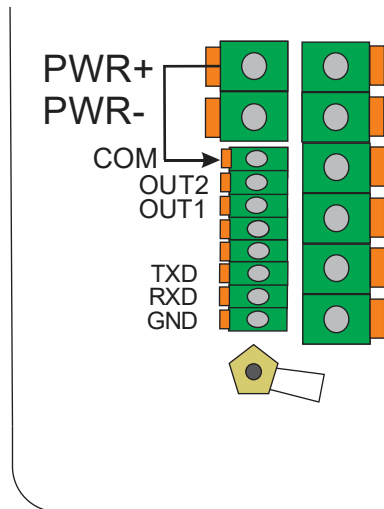 PWR+
PWR-
COM
OUT2
OUT1
TXD
RXD
GND